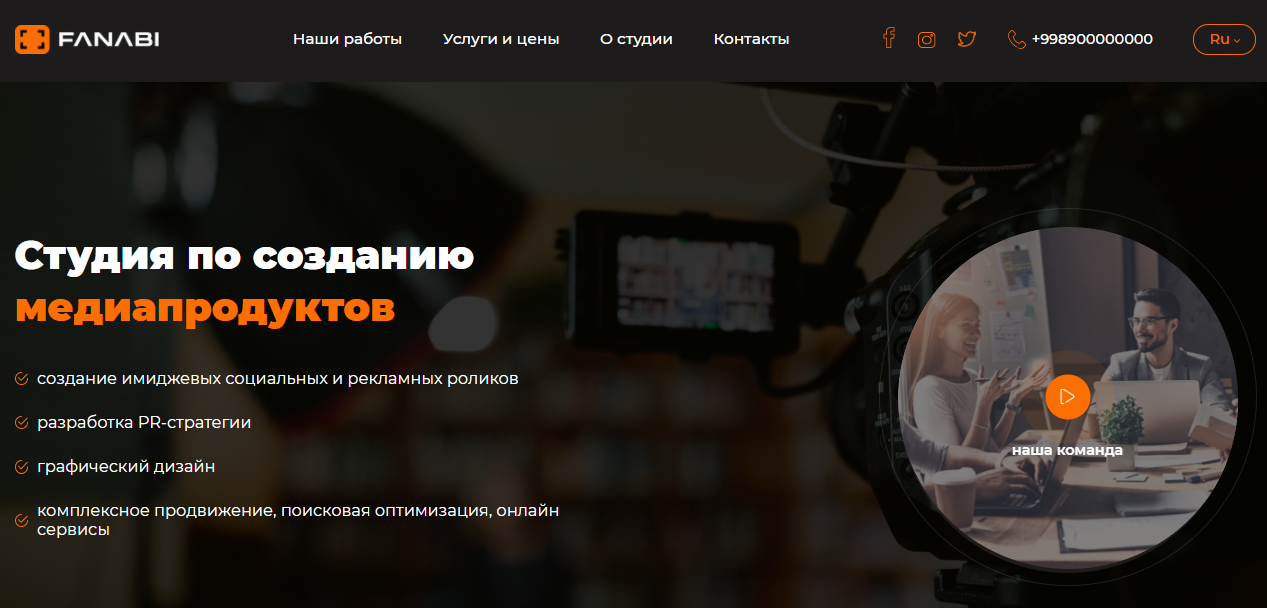 FANABI
Наши работы
Услуги и цены
О студии
Контакты
+998900000000
Ru
Студия по созданию
медиапродуктов
создание имиджевых социальных и рекламных роликов
разработка PR-стратегии
графический дизайн
комплексное продвижение, поисковая оптимизация, онлайн
сервисы
наша команда